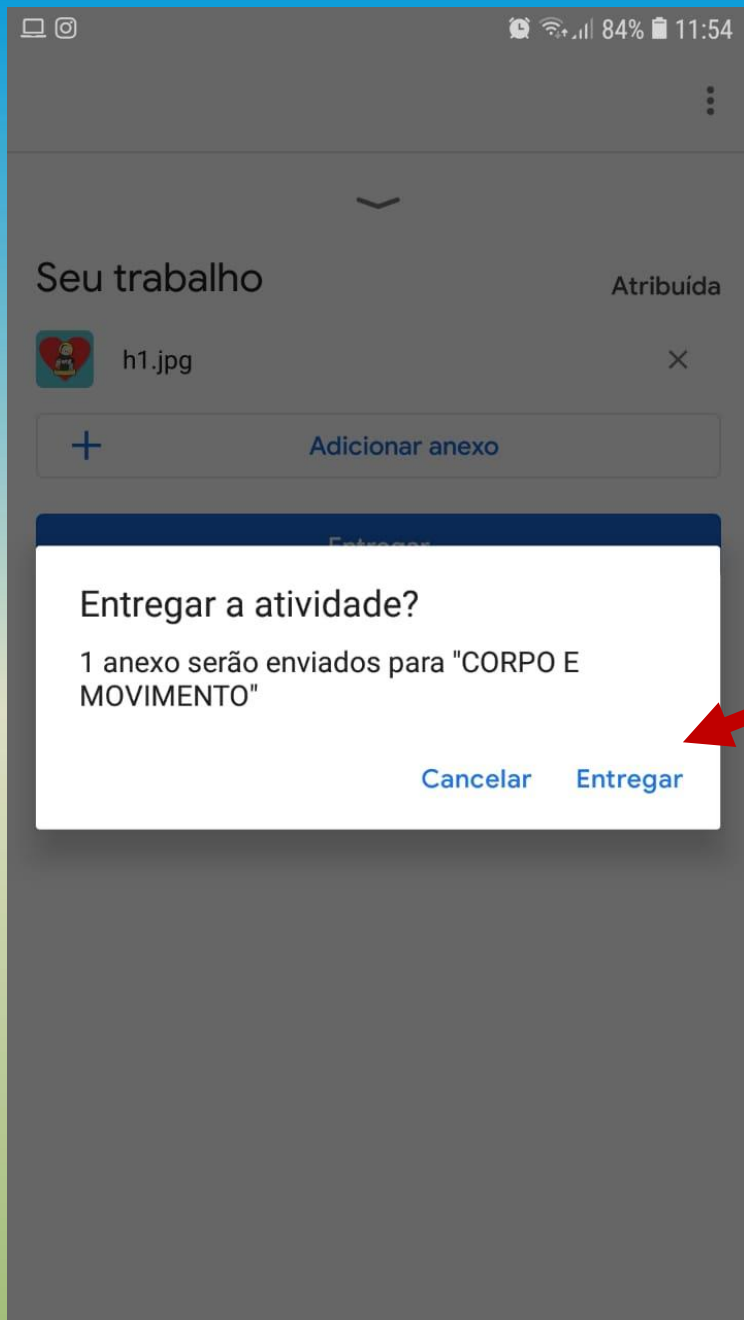 84% 11:54
Seu trabalho
Atribuída
h1.jpg
Adicionar anexo
Entregar
Entregar a atividade?
1 anexo serão enviados para "CORPO E
MOVIMENTO"
Cancelar Entregar